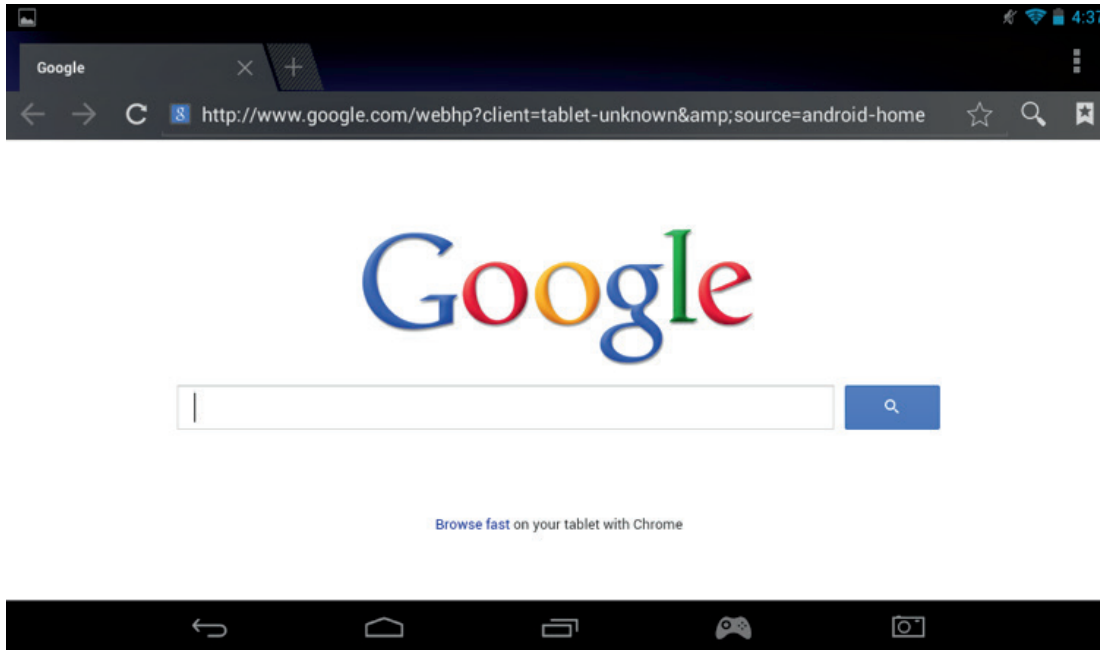 4:37
Google
http://www.google.com/webhp?client=tablet-unknown&amp;source=android-home
Google
Browse fast on your tablet with Chrome